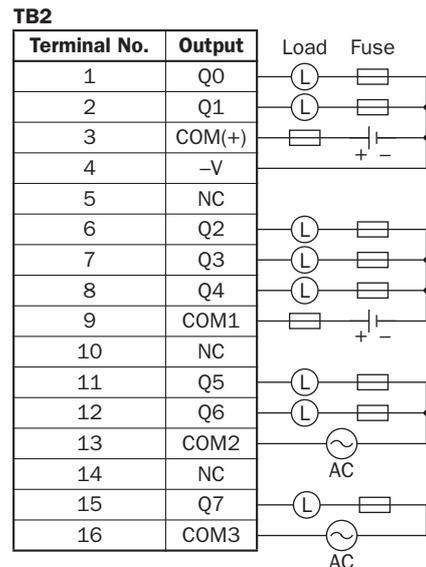 TB2
Terminal No. Output Load Fuse
1 Q0 L
2 Q1 L
3 COM(+)
+ −
4 –V
5 NC
6 Q2 L
7 Q3 L
8 Q4 L
9 COM1
+ −
10 NC
11 Q5 L
12 Q6 L
13 COM2
AC
14 NC
15 Q7 L
16 COM3
AC